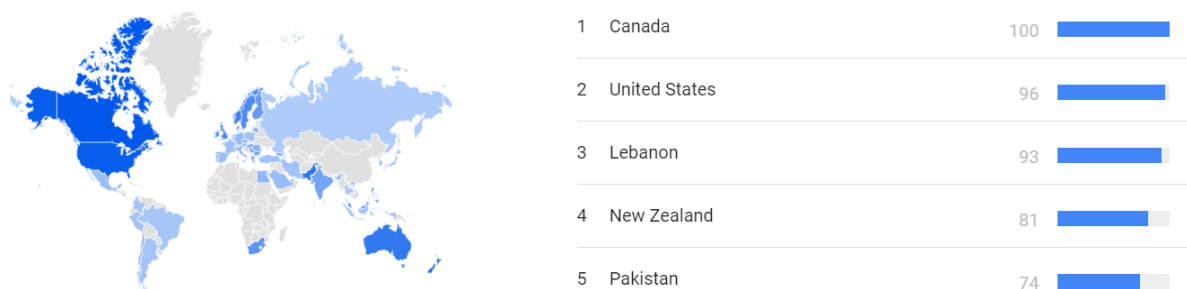 1 Canada 100
2 United States 96
3 Lebanon 93
4 New Zealand 81
5 Pakistan 74